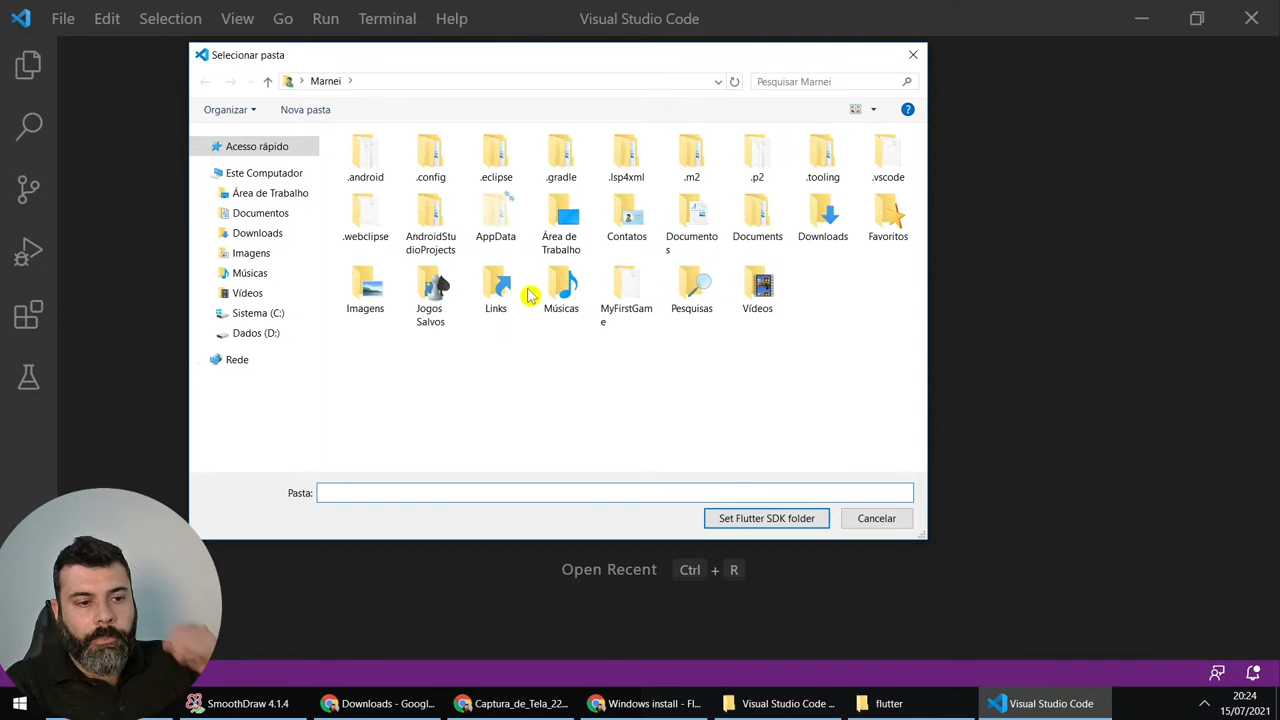 File Edit Selection View Go Run Terminal Help Visual Studio Code
Selecionar pasta
Marnei
Pesquisar Marnei
Organizar
Nova pasta
Acesso rápido
Este Computador
Área de Trabalho
Documentos
Downloads
Imagens
Músicas
Vídeos
Sistema (C:)
Dados (D:)
Rede
.android .config .eclipse .gradle .lsp4xml .m2 .p2 .tooling .vscode
.webclipse AndroidStu AppData Área de Contatos Documento Documents Downloads Favoritos
dioProjects Trabalho s
Imagens Jogos Links Músicas MyFirstGam Pesquisas Vídeos
Salvos e
Pasta:
Set Flutter SDK folder Cancelar
Open Recent Ctrl + R
SmoothDraw 4.1.4 Downloads - Googl... Captura_de_Tela_22... Windows install - Fl... Visual Studio Code ... flutter Visual Studio Code
20:24
15/07/2021